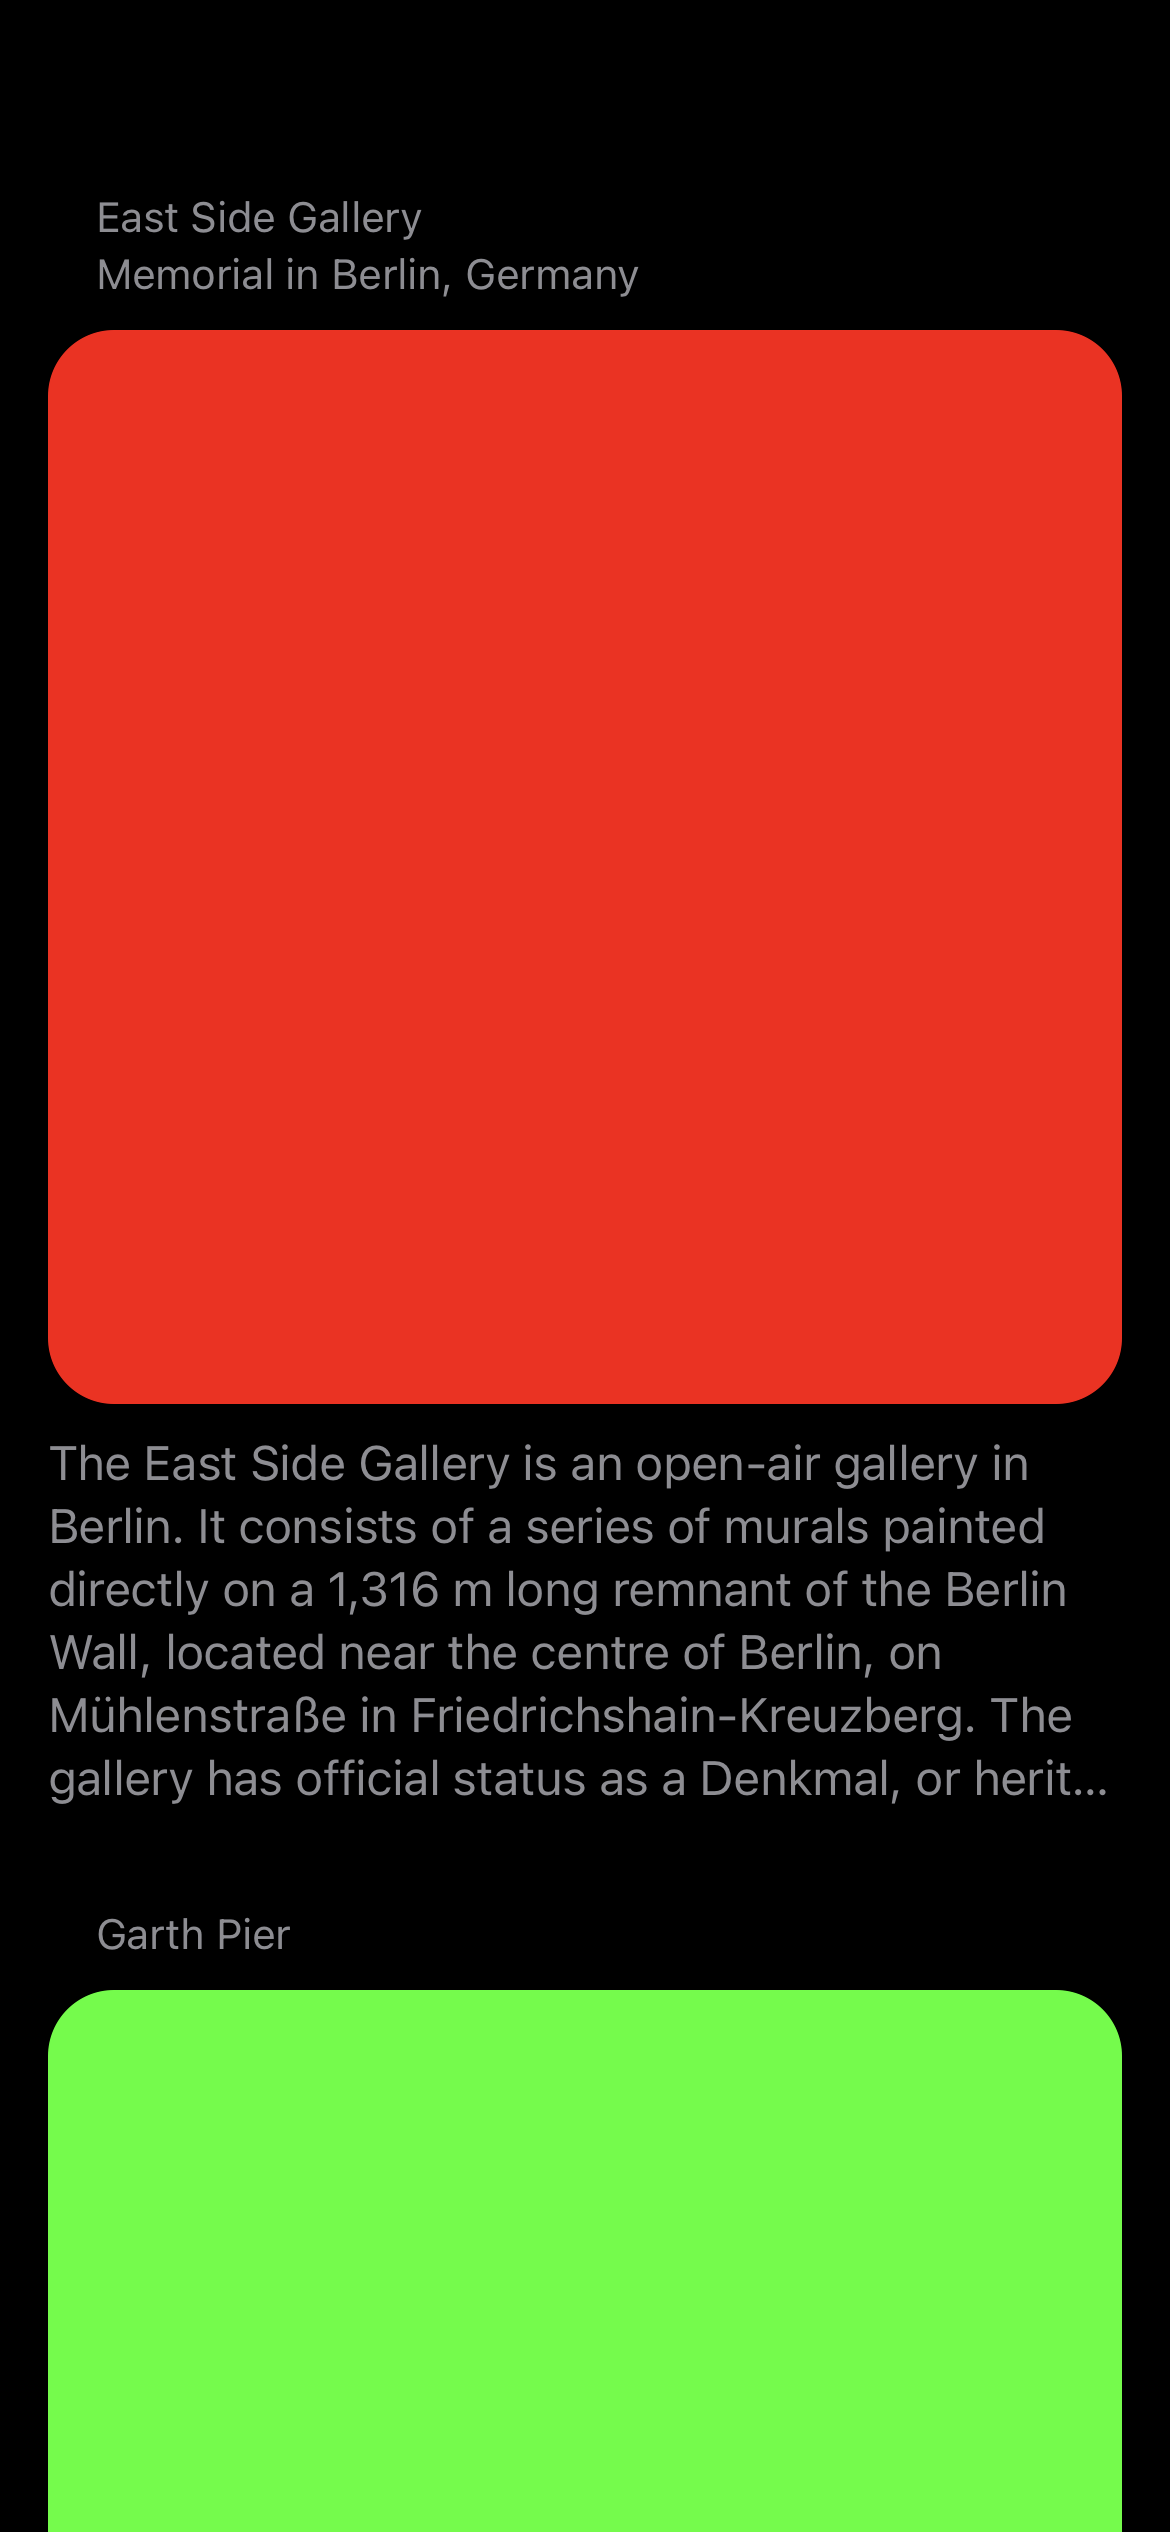 East Side Gallery
Memorial in Berlin, Germany
The East Side Gallery is an open-air gallery in
Berlin. It consists of a series of murals painted
directly on a 1,316 m long remnant of the Berlin
Wall, located near the centre of Berlin, on
Mühlenstraße in Friedrichshain-Kreuzberg. The
gallery has official status as a Denkmal, or herit...
Garth Pier